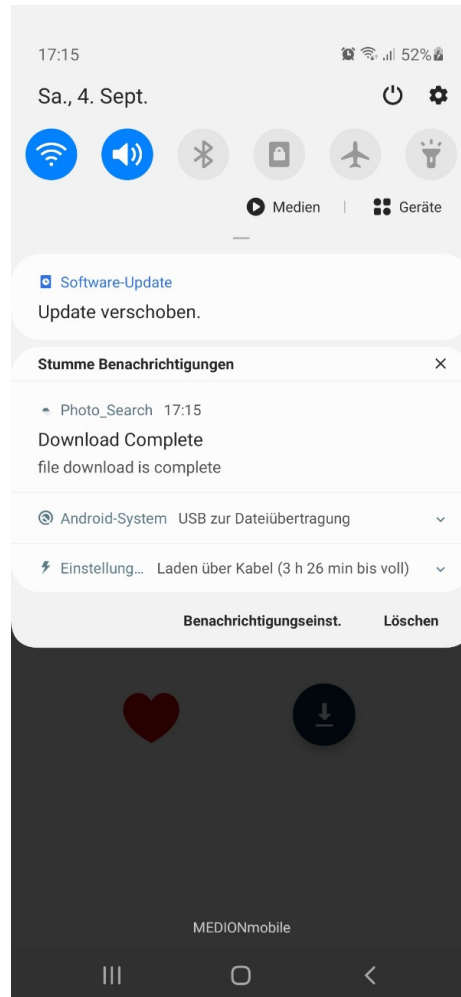 17:15 52%
Sa., 4. Sept.
Medien | Geräte
Software-Update
Update verschoben.
Stumme Benachrichtigungen
Photo_Search 17:15
Download Complete
file download is complete
Android-System USB zur Dateiübertragung
Einstellung... Laden über Kabel (3 h 26 min bis voll)
Benachrichtigungseinst. Löschen
MEDIONmobile